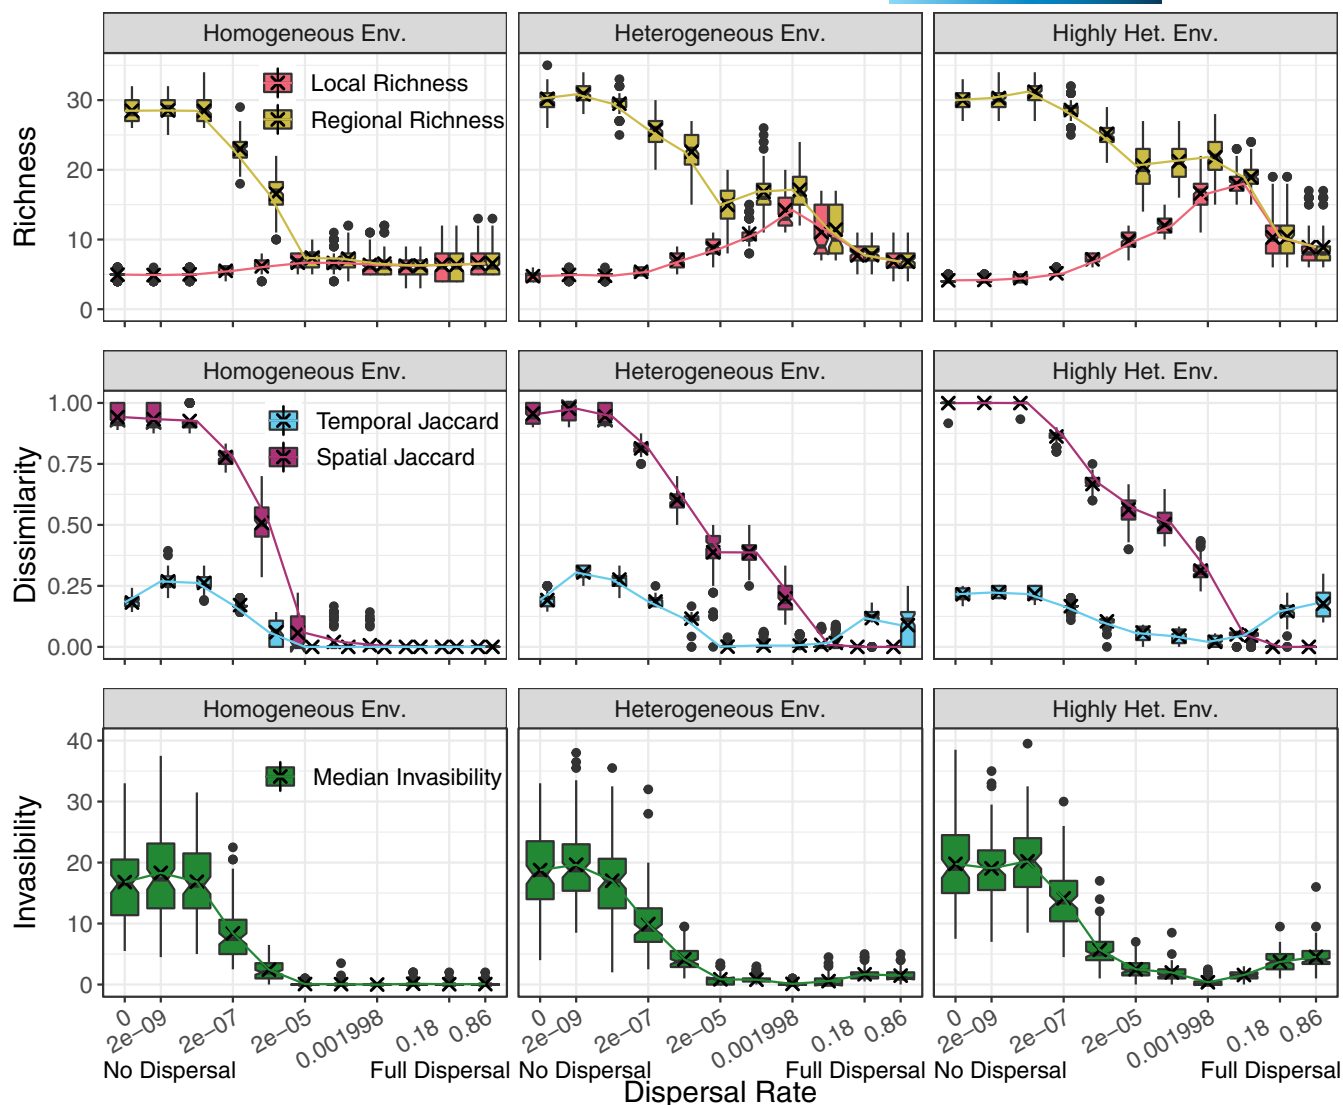 Homogeneous Env.
Heterogeneous Env.
Highly Het. Env.
Richness
30
20
10
0
Local Richness
Regional Richness
Homogeneous Env.
Heterogeneous Env.
Highly Het. Env.
Dissimilarity
1.00
0.75
0.50
0.25
0.00
Temporal Jaccard
Spatial Jaccard
Homogeneous Env.
Heterogeneous Env.
Highly Het. Env.
Invasibility
40
30
20
10
0
Median Invasibility
0 2e−09 2e−07 2e−05 0.001998 0.18 0.86
0 2e−09 2e−07 2e−05 0.001998 0.18 0.86
0 2e−09 2e−07 2e−05 0.001998 0.18 0.86
No Dispersal Full Dispersal
No Dispersal Full Dispersal
No Dispersal Full Dispersal
Dispersal Rate